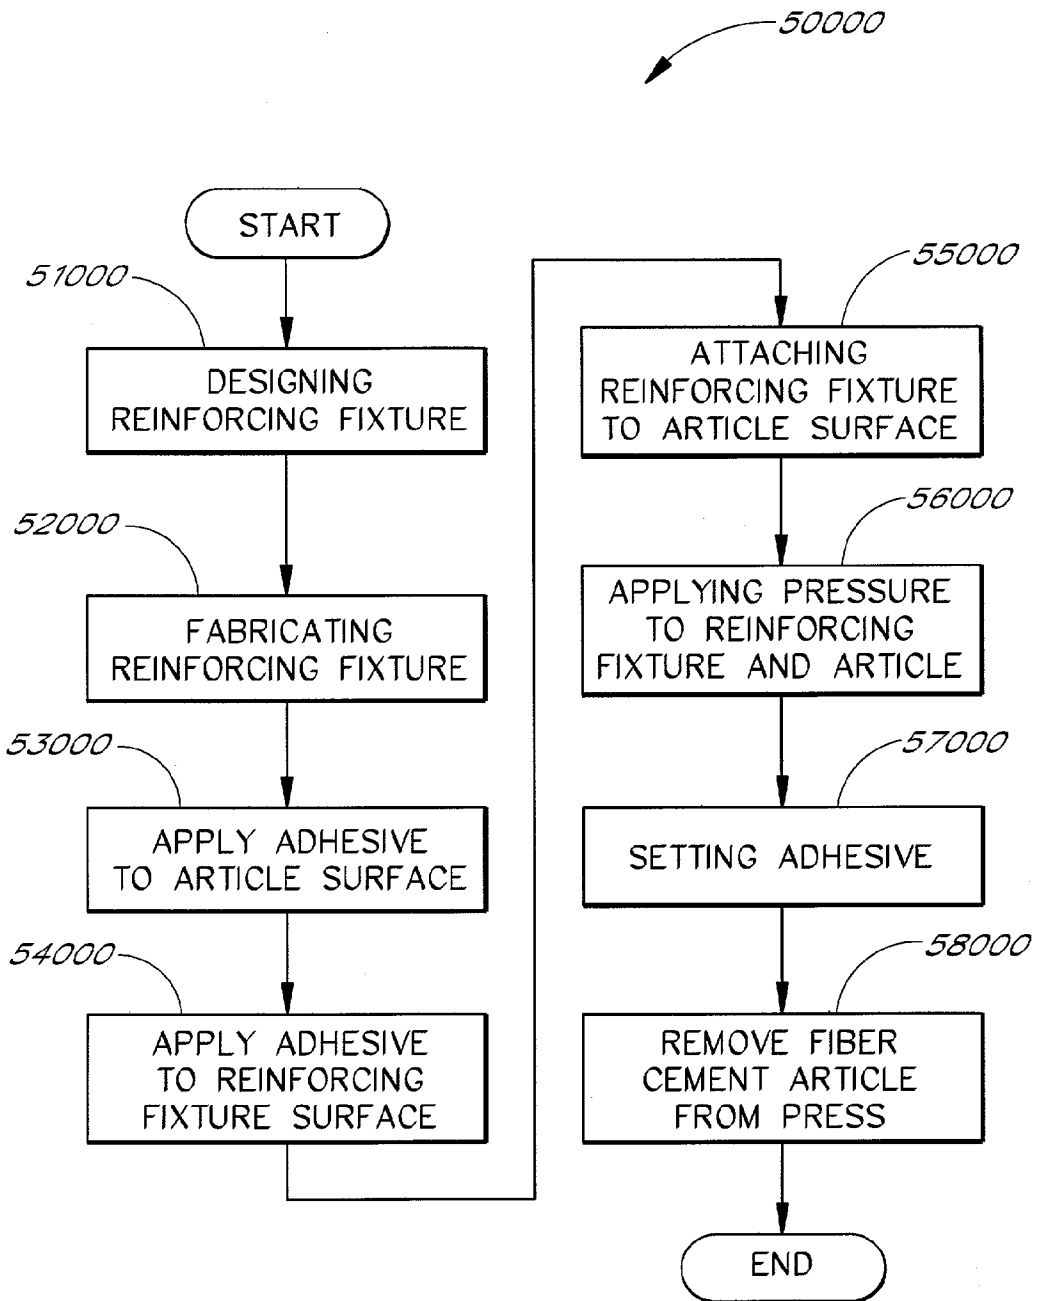 50000
START
51000
DESIGNING
REINFORCING FIXTURE
52000
FABRICATING
REINFORCING FIXTURE
53000
APPLY ADHESIVE
TO ARTICLE SURFACE
54000
APPLY ADHESIVE
TO REINFORCING
FIXTURE SURFACE
55000
ATTACHING
REINFORCING FIXTURE
TO ARTICLE SURFACE
56000
APPLYING PRESSURE
TO REINFORCING
FIXTURE AND ARTICLE
57000
SETTING ADHESIVE
58000
REMOVE FIBER
CEMENT ARTICLE
FROM PRESS
END